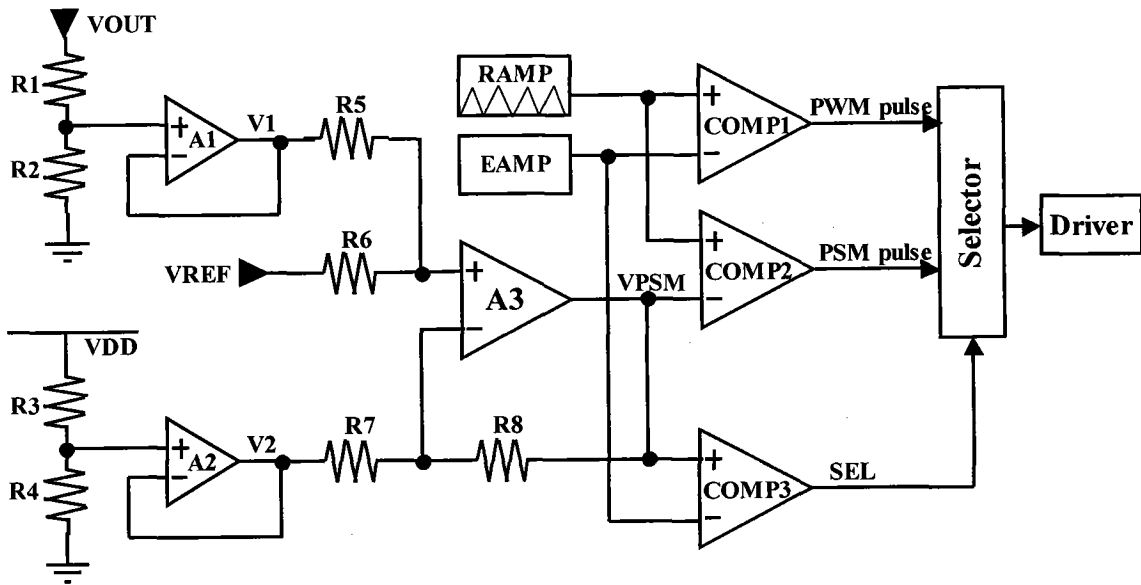 VOUT
R1
R2
+
A1
−
V1
R5
RAMP
EAMP
+
COMP1
−
PWM pulse
Selector
Driver
VREF
R6
+
A3
−
VPSM
+
COMP2
−
PSM pulse
VDD
R3
R4
+
A2
−
V2
R7
R8
+
COMP3
−
SEL